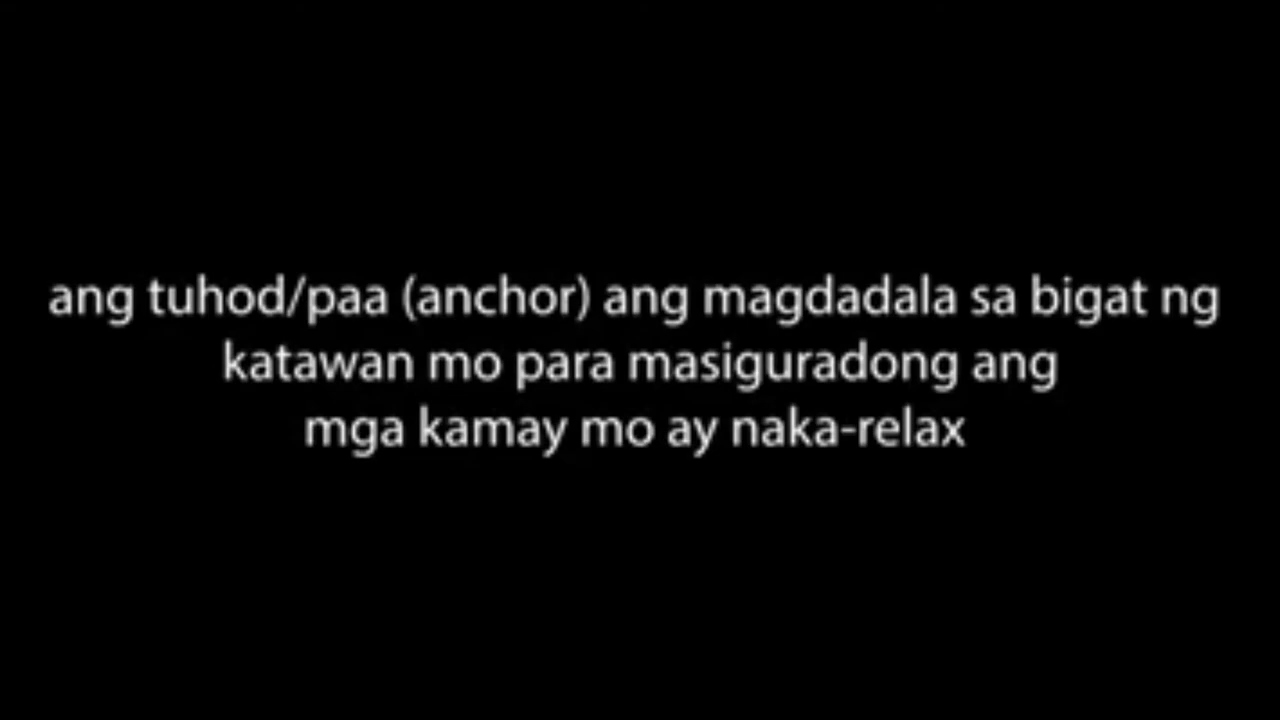 ang tuhod/paa (anchor) ang magdadala sa bigat ng
katawan mo para masiguradong ang
mga kamay mo ay naka-relax